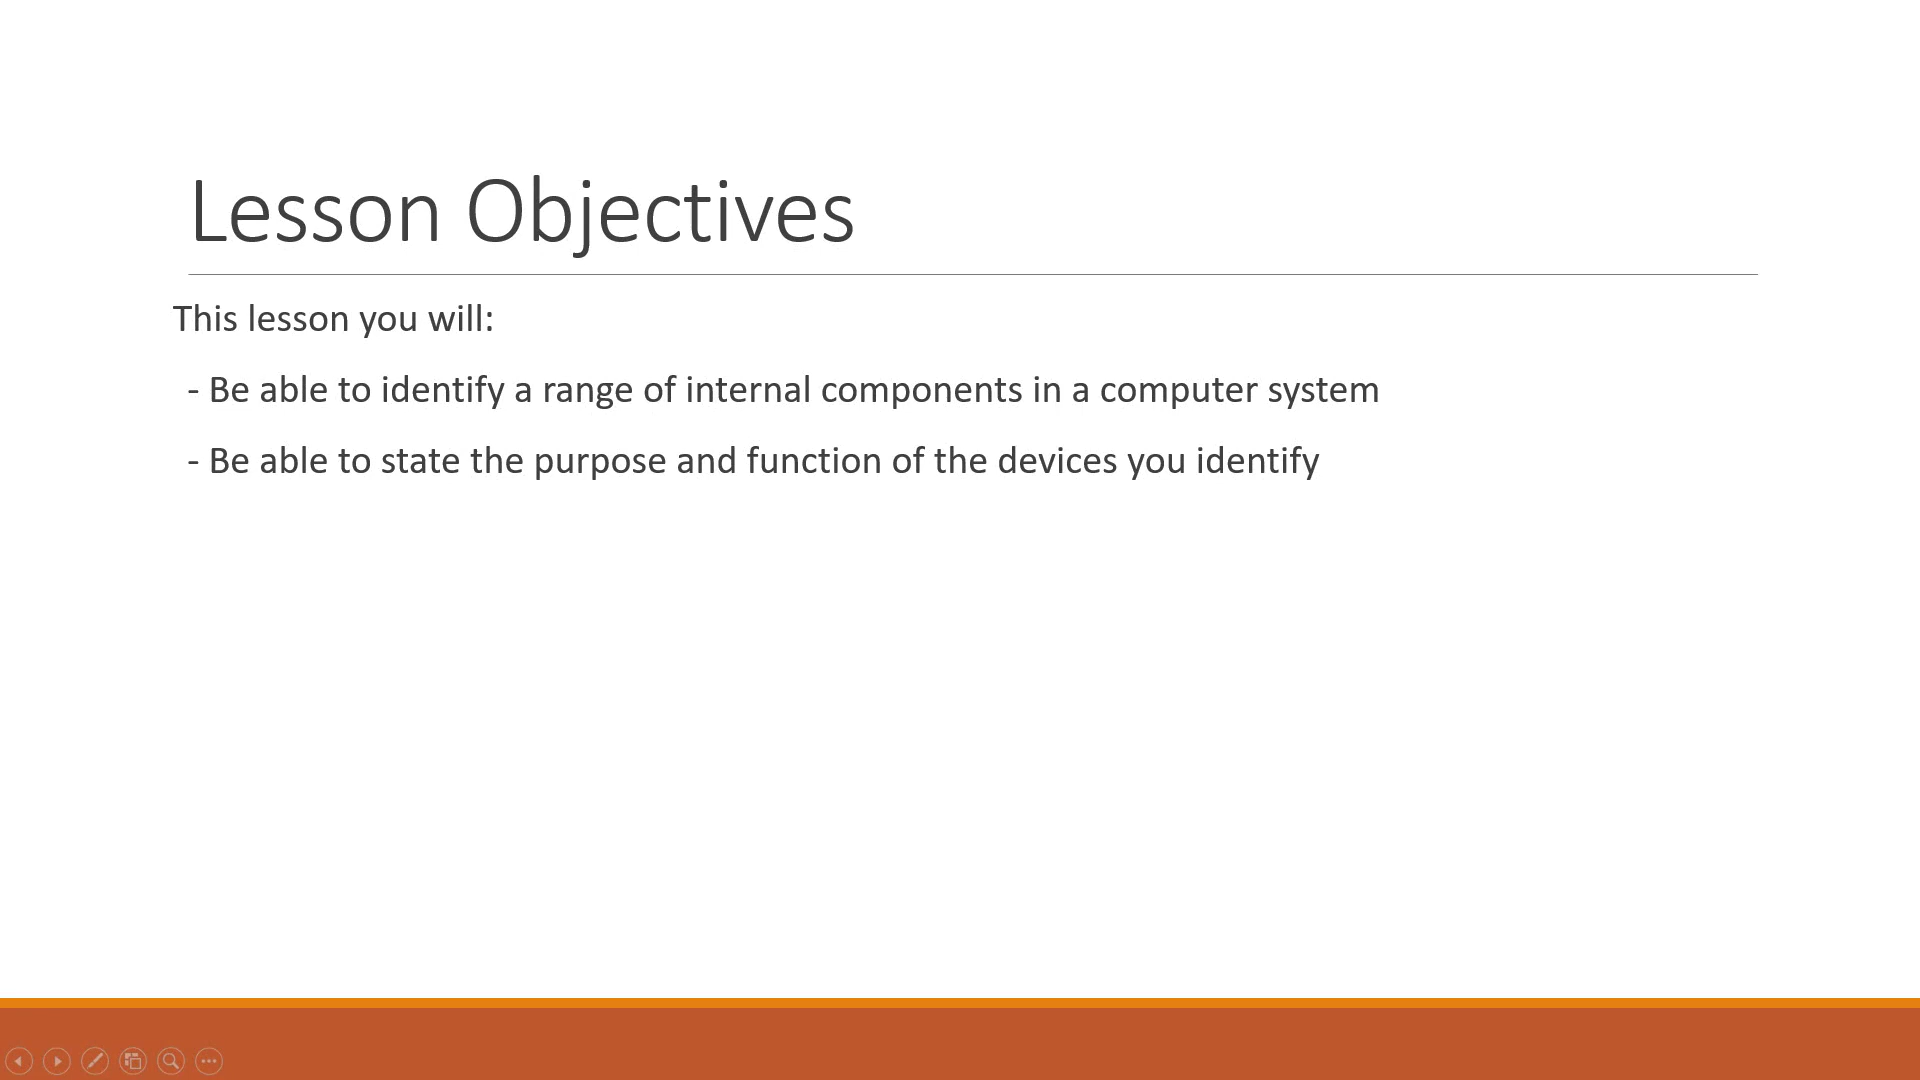 Lesson Objectives
This lesson you will:
- Be able to identify a range of internal components in a computer system
- Be able to state the purpose and function of the devices you identify